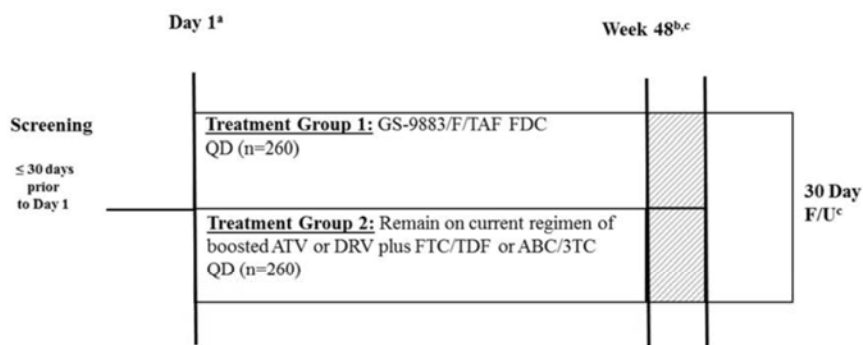 Day 1ᵃ
Week 48ᵇ,ᶜ
Screening
≤ 30 days
prior
to Day 1
Treatment Group 1: GS-9883/F/TAF FDC
QD (n=260)
Treatment Group 2: Remain on current regimen of
boosted ATV or DRV plus FTC/TDF or ABC/3TC
QD (n=260)
30 Day
F/Uᶜ